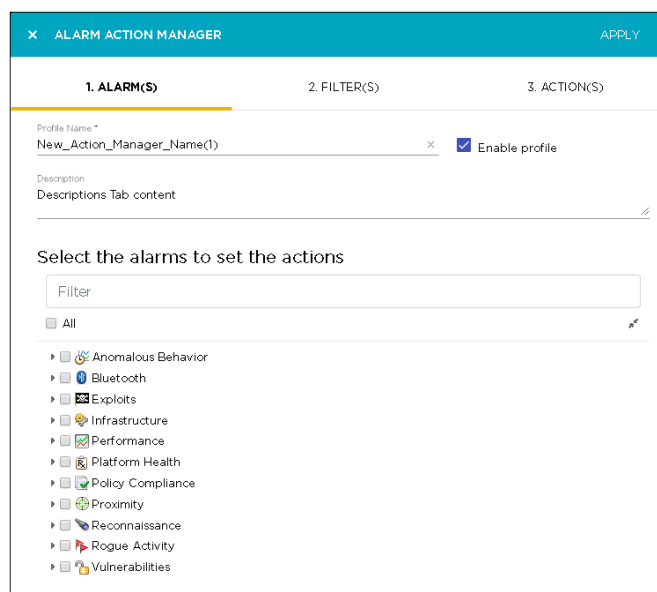 × ALARM ACTION MANAGER APPLY
1. ALARM(S) 2. FILTER(S) 3. ACTION(S)
Profile Name *
New_Action_Manager_Name(1) × Enable profile
Description
Descriptions Tab content
Select the alarms to set the actions
Filter
All
Anomalous Behavior
Bluetooth
Exploits
Infrastructure
Performance
Platform Health
Policy Compliance
Proximity
Reconnaissance
Rogue Activity
Vulnerabilities